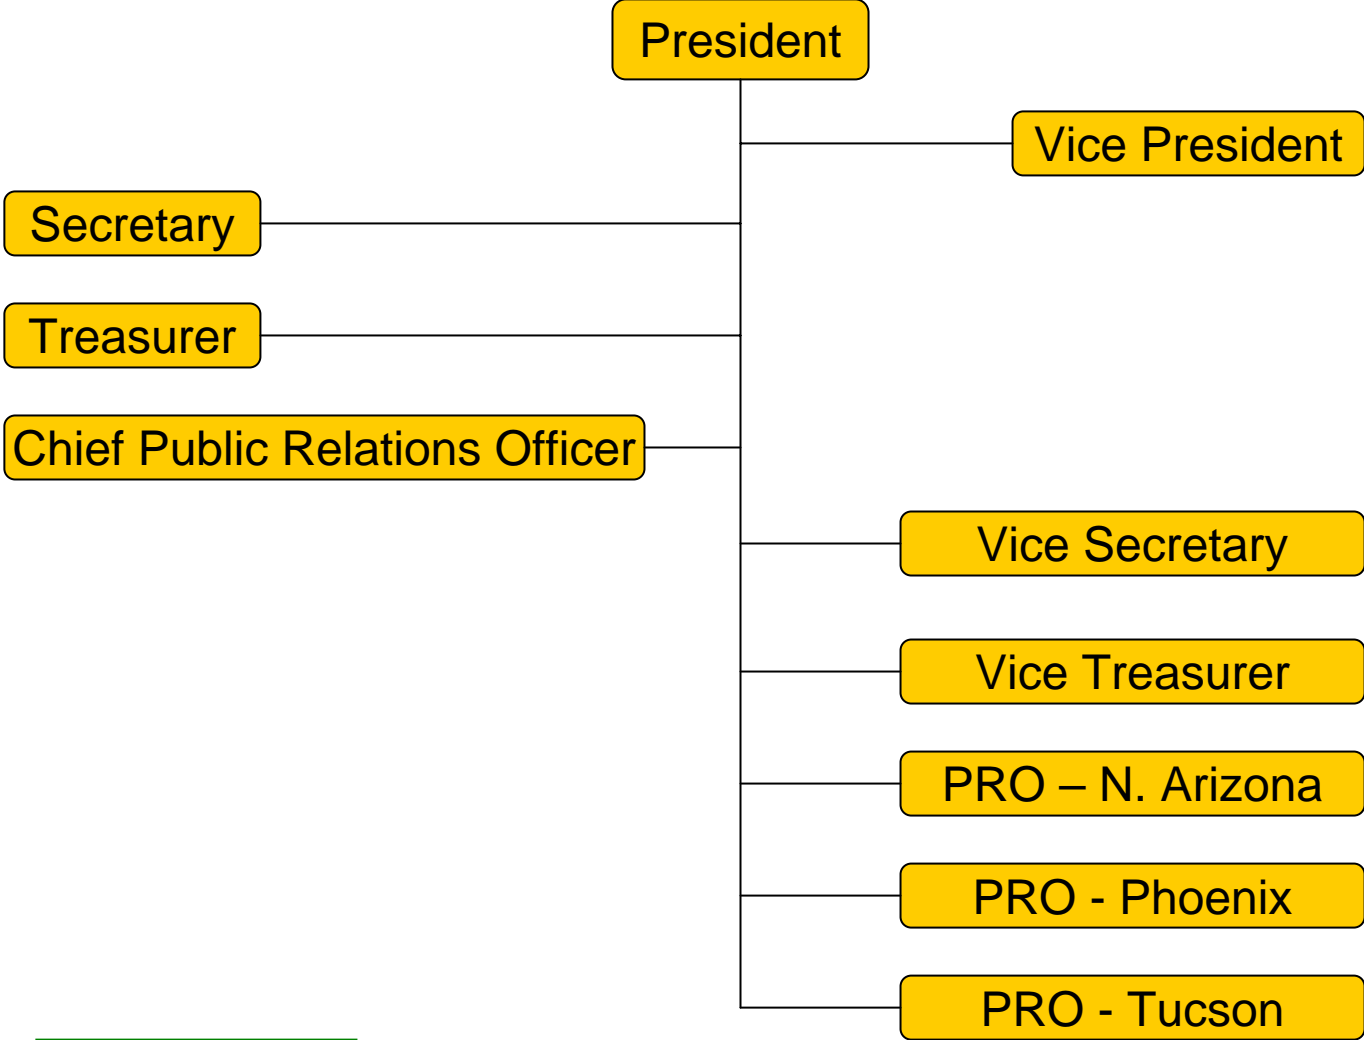 President
Vice President
Secretary
Treasurer
Chief Public Relations Officer
Vice Secretary
Vice Treasurer
PRO – N. Arizona
PRO - Phoenix
PRO - Tucson